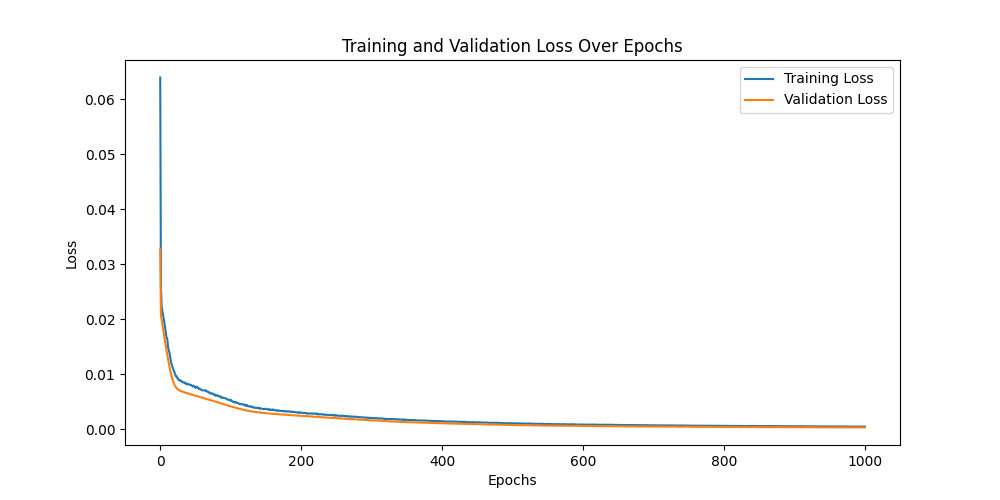 Training and Validation Loss Over Epochs
Training Loss
Validation Loss
0.06
0.05
0.04
0.03
0.02
0.01
0.00
Loss
0 200 400 600 800 1000
Epochs